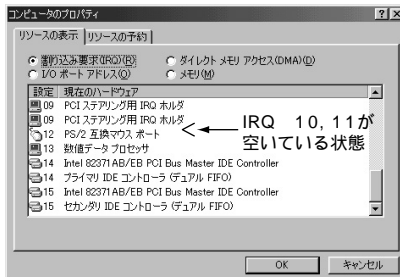 コンピュータのプロパティ
リソースの表示 リソースの予約
割り込み要求(IRQ)(R) ダイレクト メモリ アクセス(DMA)(D)
I/O ポート アドレス(O) メモリ(M)
設定 現在のハードウェア
09 PCI ステアリング用 IRQ ホルダ
09 PCI ステアリング用 IRQ ホルダ
12 PS/2 互換マウス ポート
13 数値データ プロセッサ
14 Intel 82371AB/EB PCI Bus Master IDE Controller
14 プライマリ IDE コントローラ (デュアル FIFO)
15 Intel 82371AB/EB PCI Bus Master IDE Controller
15 セカンダリ IDE コントローラ (デュアル FIFO)
IRQ 10, 11が
空いている状態
OK キャンセル